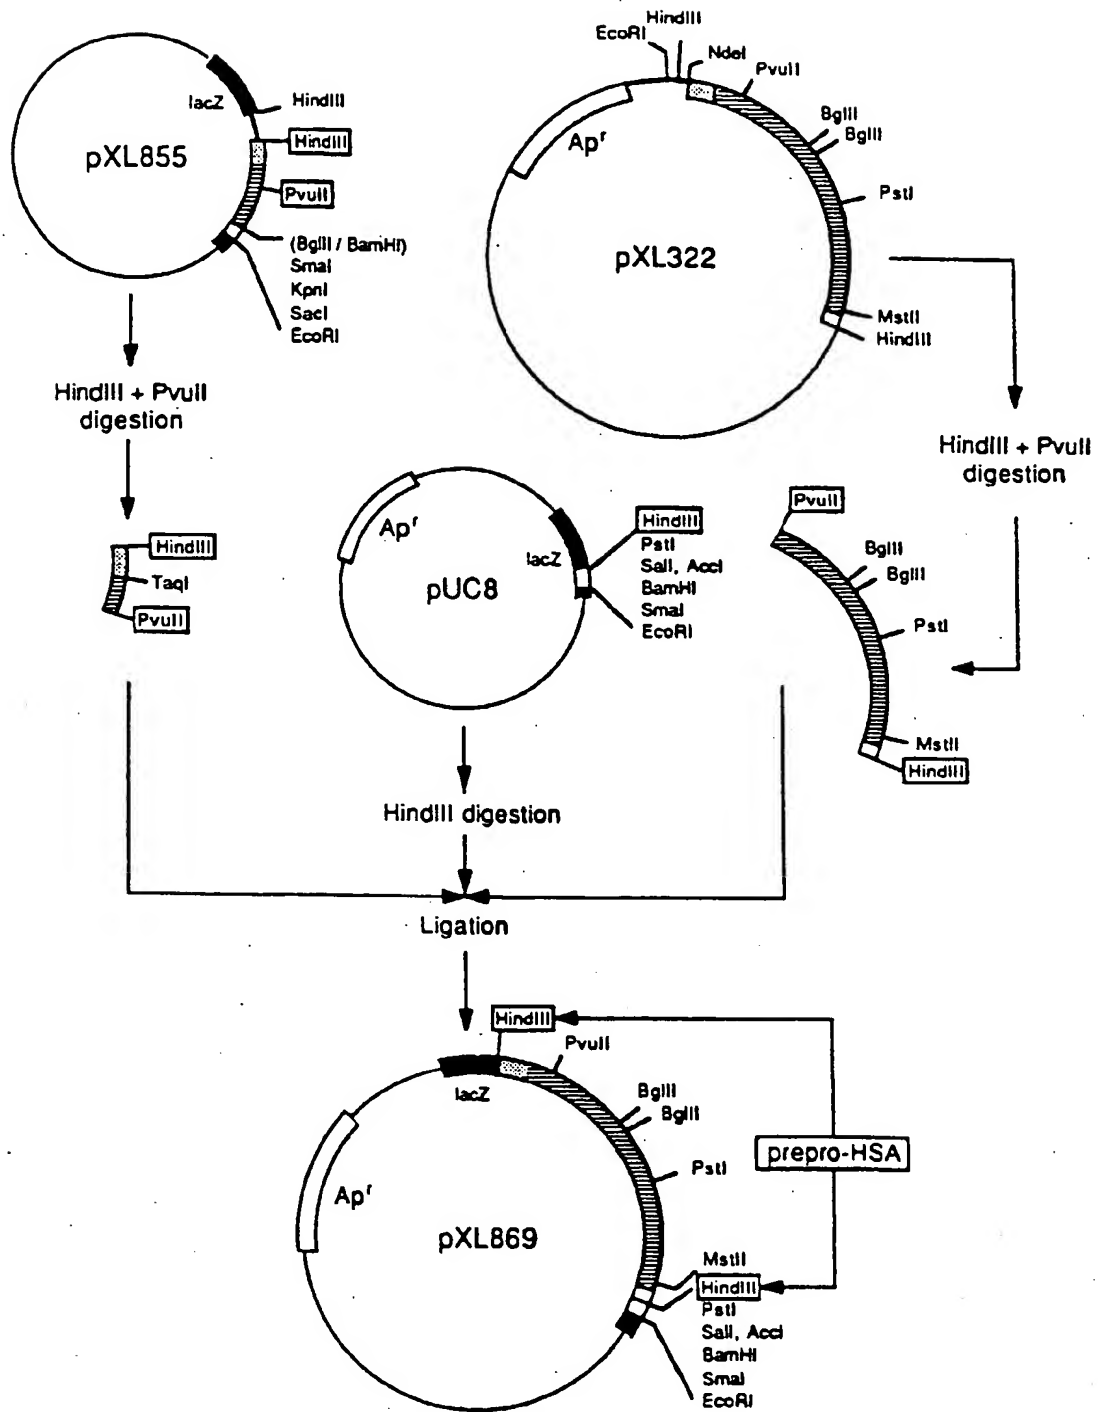 lacZ
HindIII
HindIII
pXL855
PvuII
(BglII / BamHI)
SmaI
KpnI
SacI
EcoRI
HindIII + PvuII
digestion
HindIII
TaqI
PvuII
HindIII
EcoRI
NdeI
PvuII
BglII
BglII
Apʳ
PstI
pXL322
MstII
HindIII
HindIII + PvuII
digestion
PvuII
BglII
BglII
PstI
MstII
HindIII
Apʳ
lacZ
pUC8
HindIII
PstI
SalI, AccI
BamHI
SmaI
EcoRI
HindIII digestion
Ligation
HindIII
PvuII
lacZ
BglII
BglII
prepro-HSA
PstI
Apʳ
pXL869
MstII
HindIII
PstI
SalI, AccI
BamHI
SmaI
EcoRI